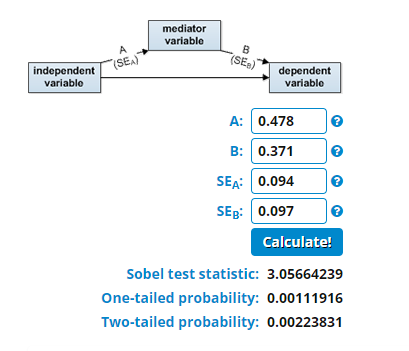 mediator
variable
A
(SEA)
B
(SEB)
independent
variable
dependent
variable
A: 0.478 ?
B: 0.371 ?
SEA: 0.094 ?
SEB: 0.097 ?
Calculate!
Sobel test statistic: 3.05664239
One-tailed probability: 0.00111916
Two-tailed probability: 0.00223831